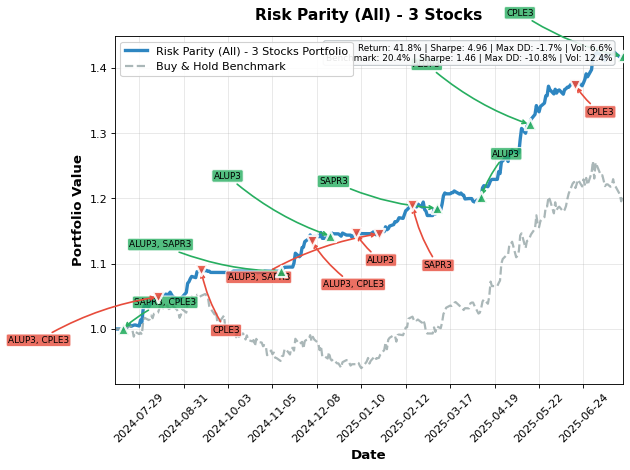 Risk Parity (All) - 3 Stocks
CPLE3
Risk Parity (All) - 3 Stocks Portfolio
Buy & Hold Benchmark
Return: 41.8% | Sharpe: 4.96 | Max DD: -1.7% | Vol: 6.6%
Benchmark: 20.4% | Sharpe: 1.46 | Max DD: -10.8% | Vol: 12.4%
CPLE3
ALUP3
ALUP3
SAPR3
ALUP3, SAPR3
ALUP3
SAPR3
ALUP3, SAPR3
ALUP3, CPLE3
SAPR3, CPLE3
CPLE3
ALUP3, CPLE3
1.4
1.3
1.2
1.1
1.0
Portfolio Value
2024-07-29
2024-08-31
2024-10-03
2024-11-05
2024-12-08
2025-01-10
2025-02-12
2025-03-17
2025-04-19
2025-05-22
2025-06-24
Date